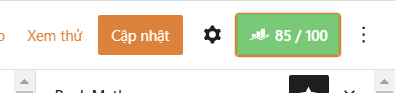 Xem thử Cập nhật 85 / 100